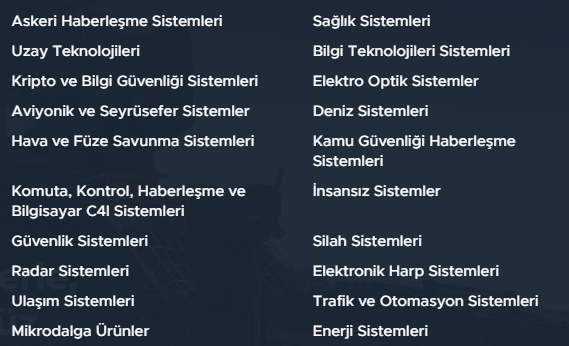 Askeri Haberleşme Sistemleri
Sağlık Sistemleri
Uzay Teknolojileri
Bilgi Teknolojileri Sistemleri
Kripto ve Bilgi Güvenliği Sistemleri
Elektro Optik Sistemler
Aviyonik ve Seyrüsefer Sistemler
Deniz Sistemleri
Hava ve Füze Savunma Sistemleri
Kamu Güvenliği Haberleşme
Sistemleri
Komuta, Kontrol, Haberleşme ve
Bilgisayar C4I Sistemleri
İnsansız Sistemler
Güvenlik Sistemleri
Silah Sistemleri
Radar Sistemleri
Elektronik Harp Sistemleri
Ulaşım Sistemleri
Trafik ve Otomasyon Sistemleri
Mikrodalga Ürünler
Enerji Sistemleri